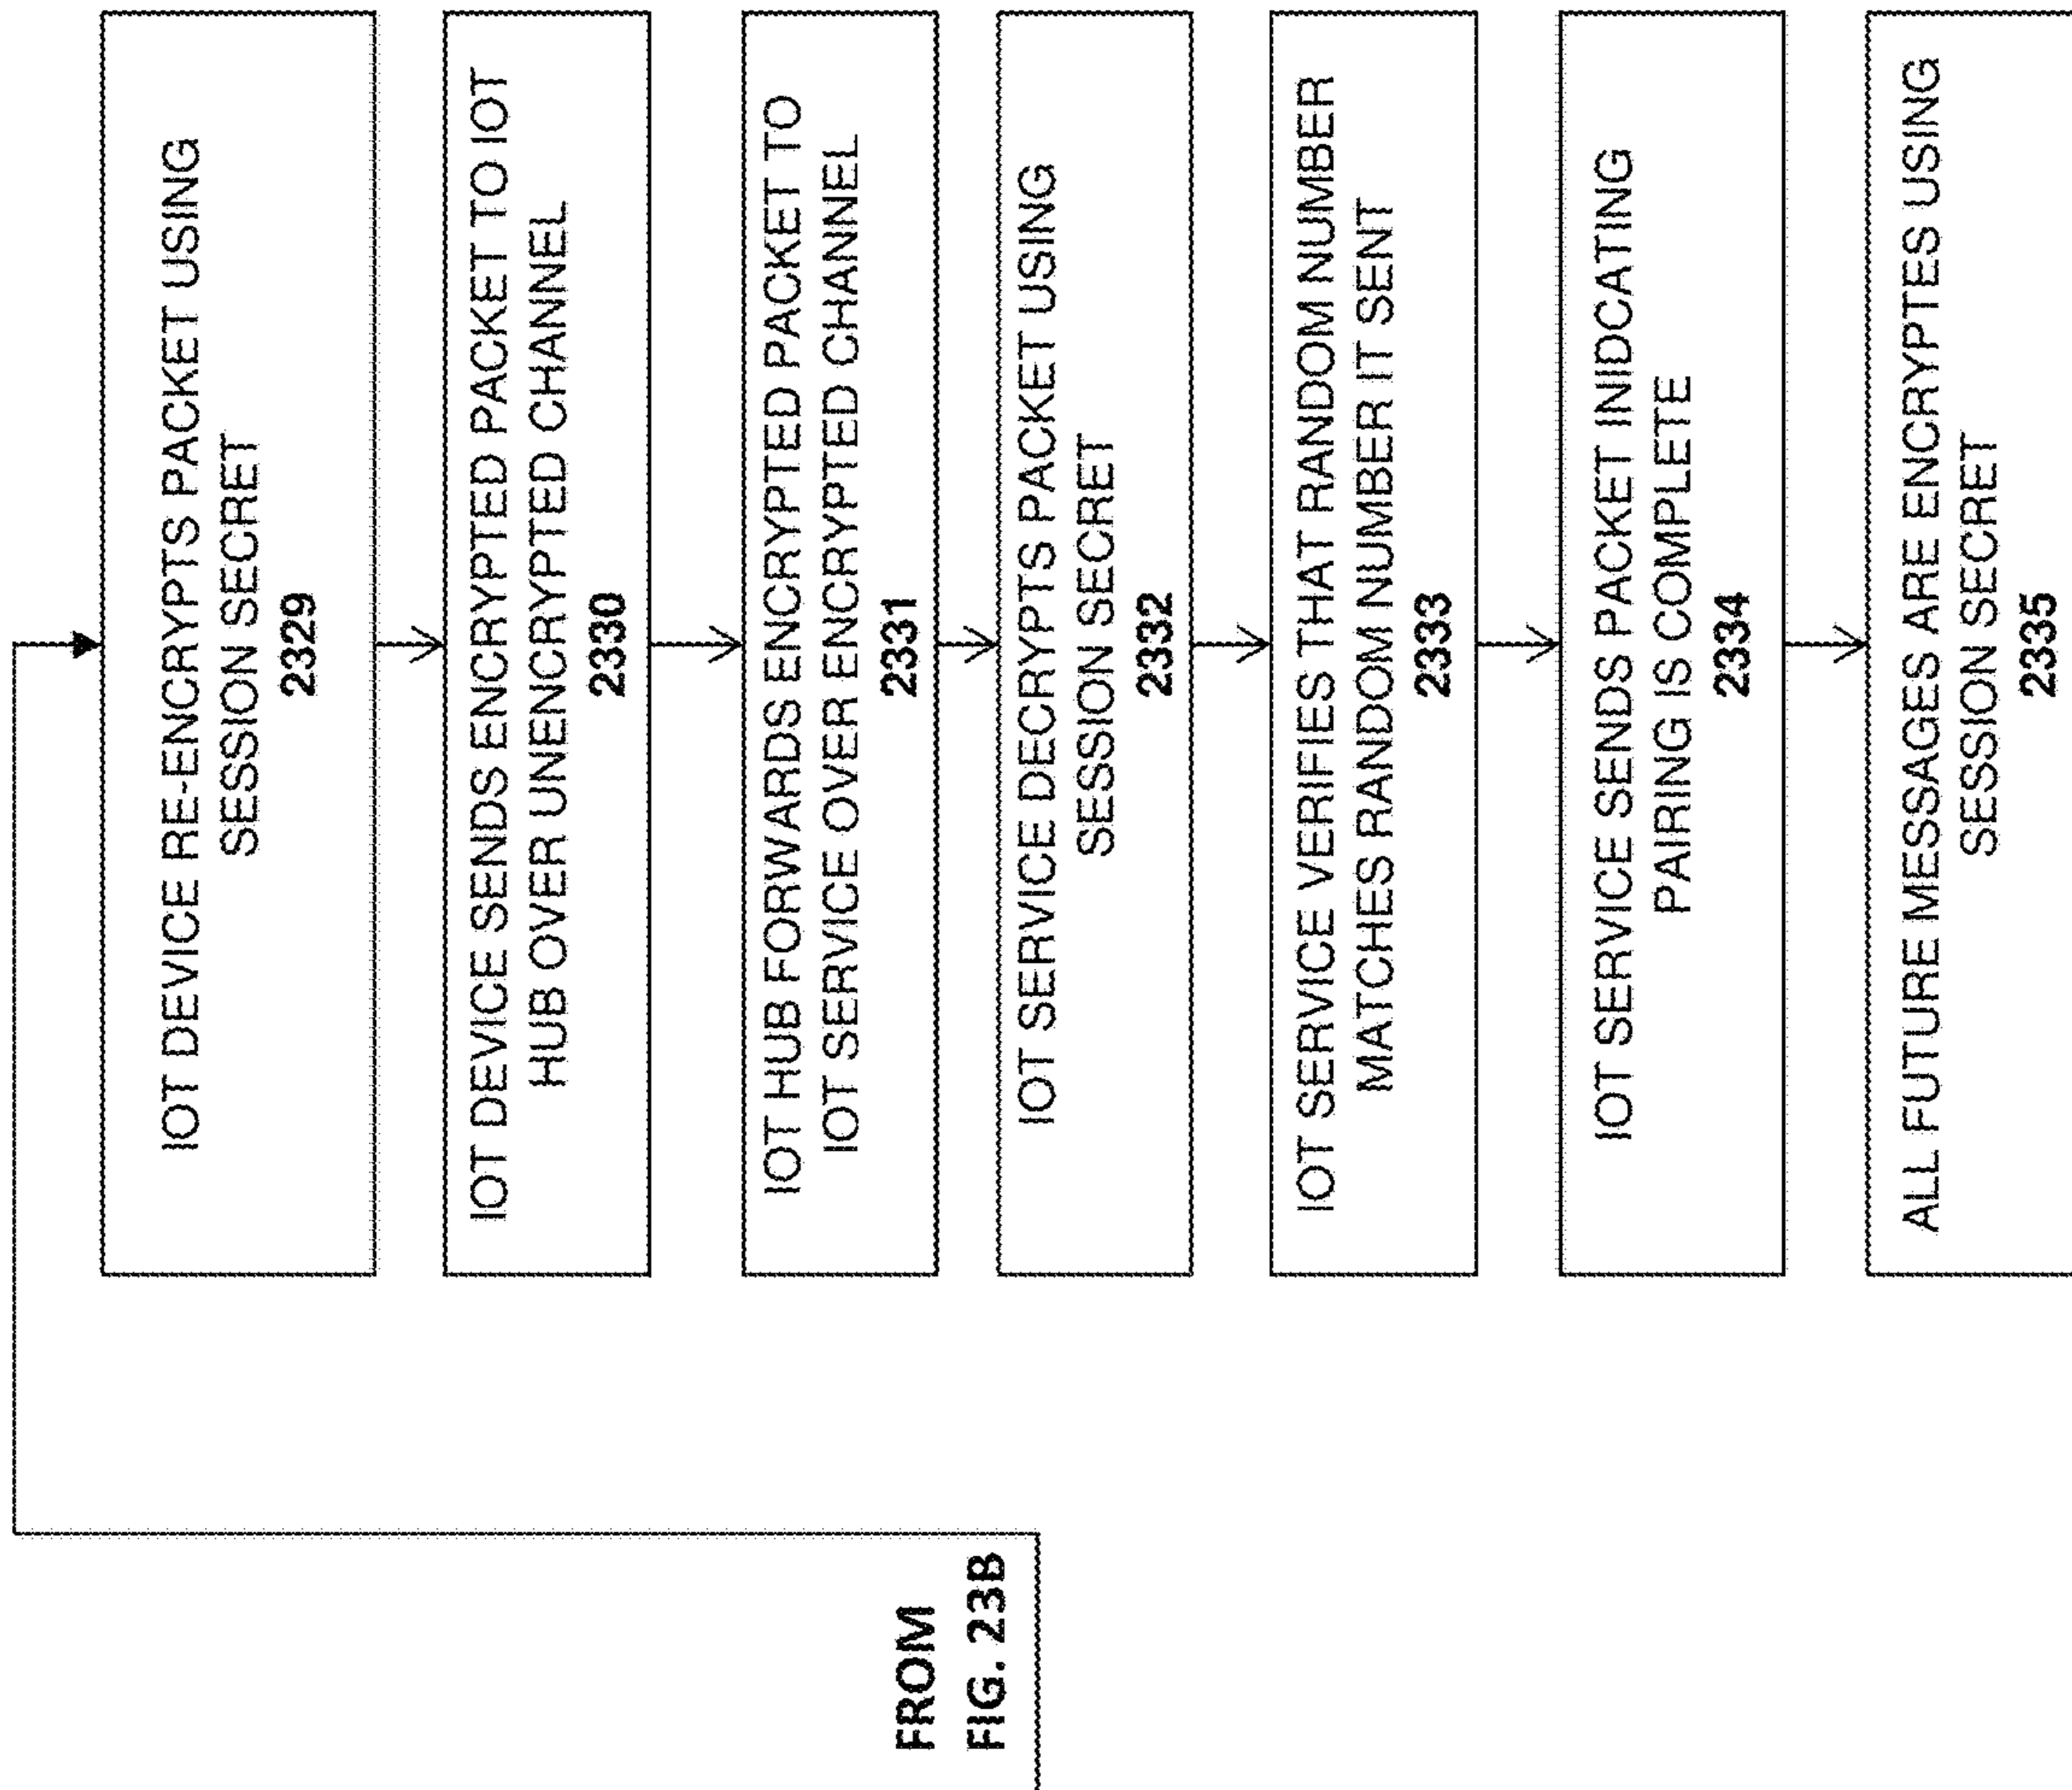 FROM
FIG. 23B
IOT DEVICE RE-ENCRYPTS PACKET USING
SESSION SECRET
2329
IOT DEVICE SENDS ENCRYPTED PACKET TO IOT
HUB OVER UNENCRYPTED CHANNEL
2330
IOT HUB FORWARDS ENCRYPTED PACKET TO
IOT SERVICE OVER ENCRYPTED CHANNEL
2331
IOT SERVICE DECRYPTS PACKET USING
SESSION SECRET
2332
IOT SERVICE VERIFIES THAT RANDOM NUMBER
MATCHES RANDOM NUMBER IT SENT
2333
IOT SERVICE SENDS PACKET INIDCATING
PAIRING IS COMPLETE
2334
ALL FUTURE MESSAGES ARE ENCRYPTES USING
SESSION SECRET
2335